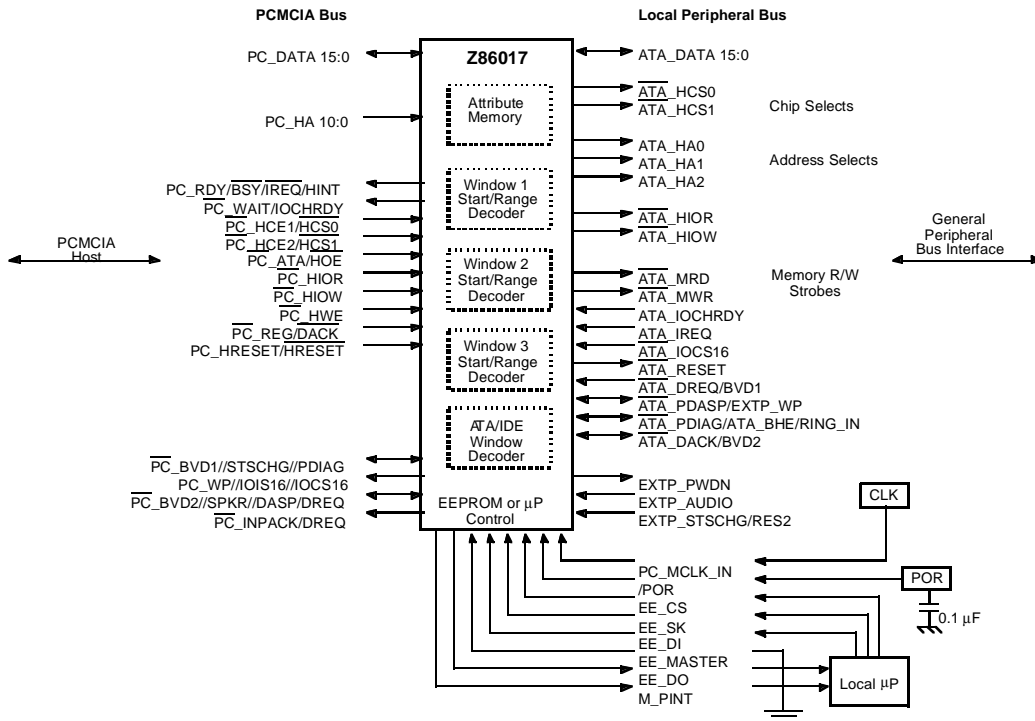 PCMCIA Bus
Local Peripheral Bus
PC_DATA 15:0
Z86017
ATA_DATA 15:0
Attribute
Memory
ATA_HCS0
ATA_HCS1
Chip Selects
PC_HA 10:0
ATA_HA0
ATA_HA1
Address Selects
ATA_HA2
PC_RDY/BSY/IREQ/HINT
PC_WAIT/IOCHRDY
PC_HCE1/HCS0
PC_HCE2/HCS1
PC_ATA/HOE
PC_HIOR
PC_HIOW
PC_HWE
PC_REG/DACK
PC_HRESET/HRESET
Window 1
Start/Range
Decoder
ATA_HIOR
ATA_HIOW
PCMCIA
Host
General
Peripheral
Bus Interface
Window 2
Start/Range
Decoder
ATA_MRD
ATA_MWR
Memory R/W
Strobes
ATA_IOCHRDY
ATA_IREQ
ATA_IOCS16
ATA_RESET
ATA_DREQ/BVD1
ATA_PDASP/EXTP_WP
ATA_PDIAG/ATA_BHE/RING_IN
ATA_DACK/BVD2
Window 3
Start/Range
Decoder
ATA/IDE
Window
Decoder
PC_BVD1//STSCHG//PDIAG
PC_WP//IOIS16//IOCS16
PC_BVD2//SPKR//DASP/DREQ
PC_INPACK/DREQ
EEPROM or µP
Control
EXTP_PWDN
EXTP_AUDIO
EXTP_STSCHG/RES2
CLK
PC_MCLK_IN
POR
/POR
0.1 µF
EE_CS
EE_SK
EE_DI
EE_MASTER
EE_DO
M_PINT
Local µP